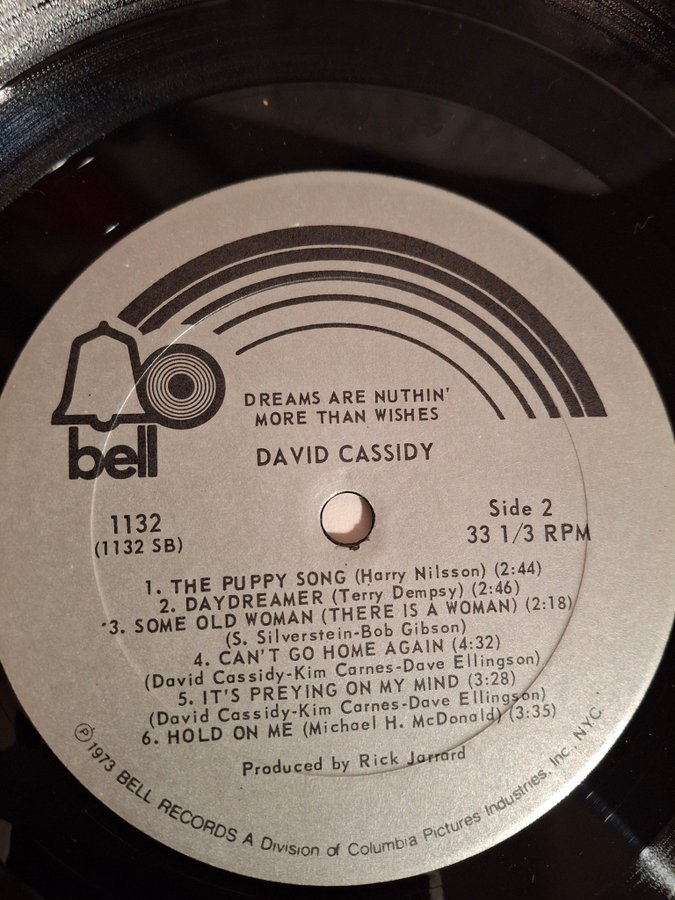 DREAMS ARE NUTHIN'
MORE THAN WISHES
bell
DAVID CASSIDY
1132
(1132 SB)
Side 2
33 1/3 RPM
1. THE PUPPY SONG (Harry Nilsson) (2:44)
2. DAYDREAMER (Terry Dempsy) (2:46)
3. SOME OLD WOMAN (THERE IS A WOMAN) (2:18)
(S. Silverstein-Bob Gibson)
4. CAN'T GO HOME AGAIN (4:32)
(David Cassidy-Kim Carnes-Dave Ellingson)
5. IT'S PREYING ON MY MIND (3:28)
(David Cassidy-Kim Carnes-Dave Ellingson)
6. HOLD ON ME (Michael H. McDonald) (3:35)
Produced by Rick Jarrard
℗ 1973 BELL RECORDS A Division of Columbia Pictures Industries, Inc., N.Y.C.